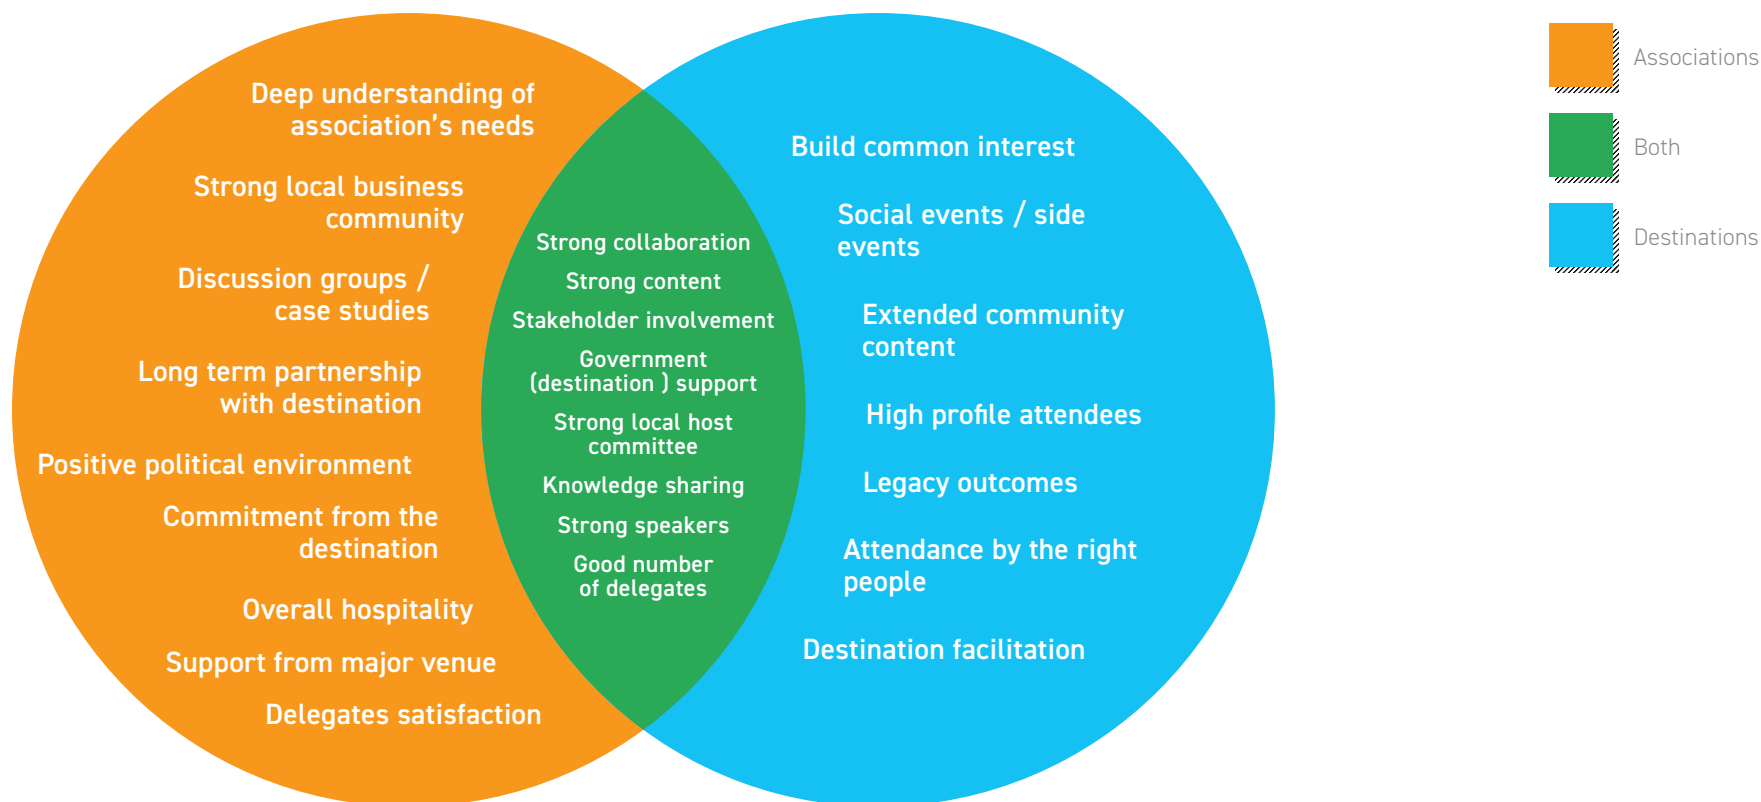 Deep understanding of
association's needs
Strong local business
community
Discussion groups /
case studies
Long term partnership
with destination
Positive political environment
Commitment from the
destination
Overall hospitality
Support from major venue
Delegates satisfaction
Strong collaboration
Strong content
Stakeholder involvement
Government
(destination ) support
Strong local host
committee
Knowledge sharing
Strong speakers
Good number
of delegates
Build common interest
Social events / side
events
Extended community
content
High profile attendees
Legacy outcomes
Attendance by the right
people
Destination facilitation
Associations
Both
Destinations